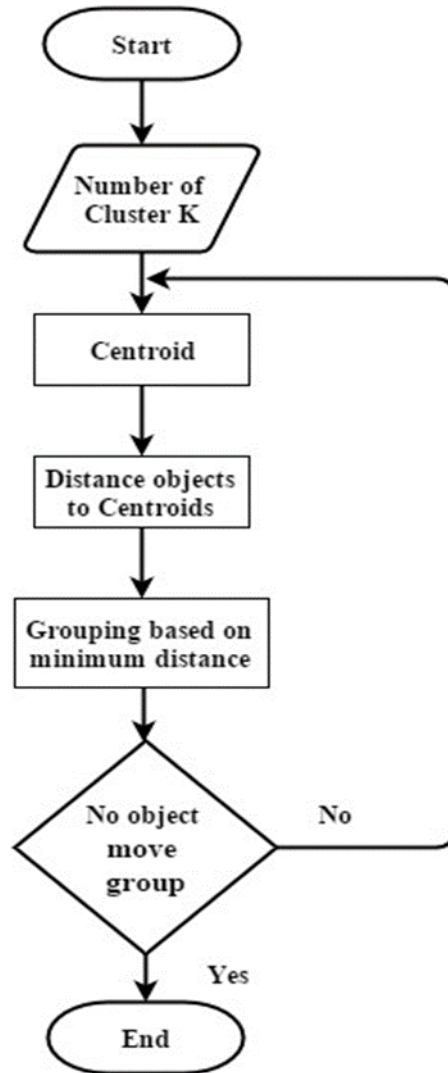 Start
Number of
Cluster K
Centroid
Distance objects
to Centroids
Grouping based on
minimum distance
No object
move
group
No
Yes
End